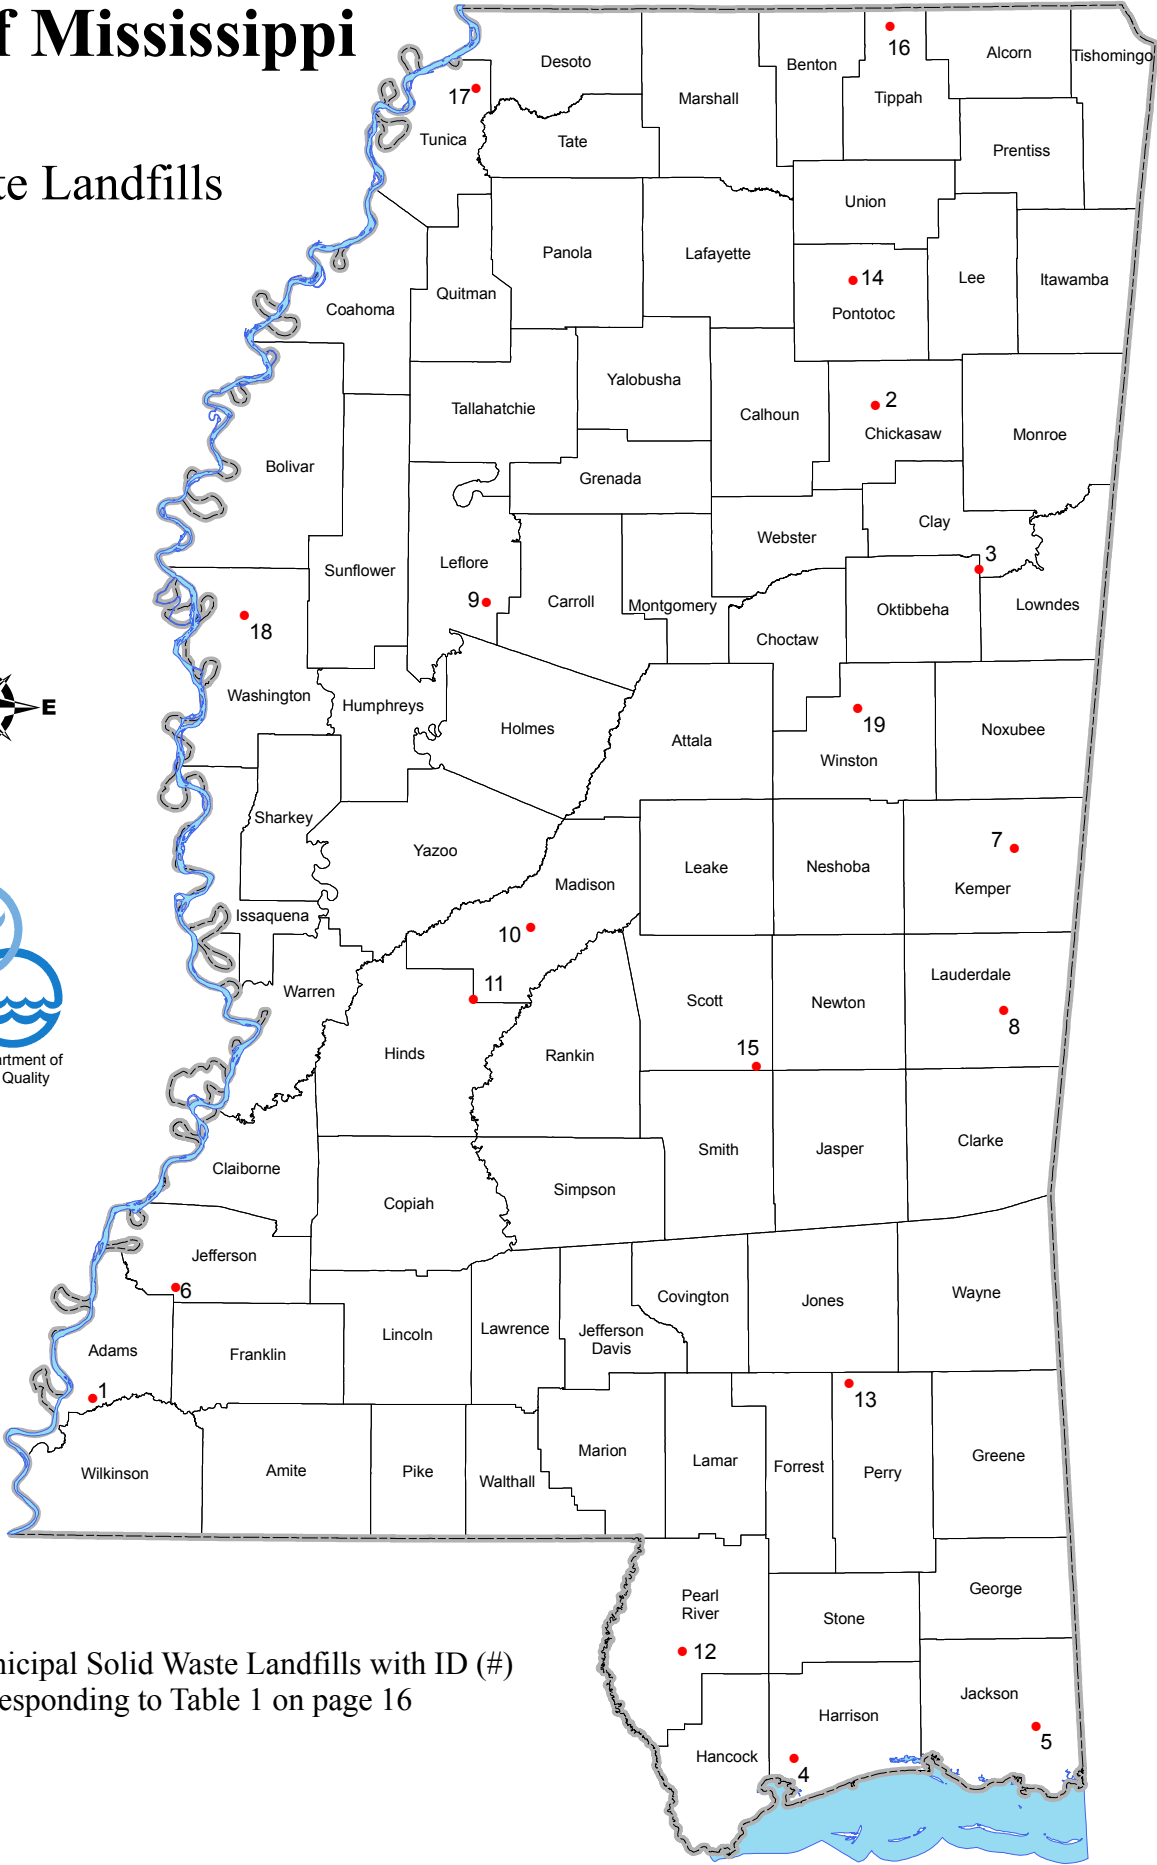 f Mississippi
te Landfills
Desoto
Marshall
Benton
16
Tippah
Alcorn
Tishomingo
17
Tunica
Tate
Prentiss
Union
Panola
Lafayette
Quitman
Coahoma
14
Pontotoc
Lee
Itawamba
Yalobusha
Tallahatchie
Calhoun
2
Chickasaw
Monroe
Bolivar
Grenada
Clay
Webster
Sunflower
Leflore
9
Carroll
Montgomery
3
Oktibbeha
Lowndes
Choctaw
18
Washington
Humphreys
E
Holmes
Attala
19
Winston
Noxubee
Sharkey
Yazoo
Leake
Neshoba
7
Kemper
Madison
Issaquena
10
11
Warren
Lauderdale
8
Scott
Newton
artment of
Quality
Hinds
Rankin
15
Smith
Jasper
Clarke
Claiborne
Copiah
Simpson
Jefferson
6
Covington
Jones
Wayne
Adams
Franklin
Lincoln
Lawrence
Jefferson
Davis
1
13
Wilkinson
Amite
Pike
Walthall
Marion
Lamar
Forrest
Perry
Greene
Pearl
River
12
Stone
George
nicipal Solid Waste Landfills with ID (#)
esponding to Table 1 on page 16
Jackson
5
Harrison
Hancock
4